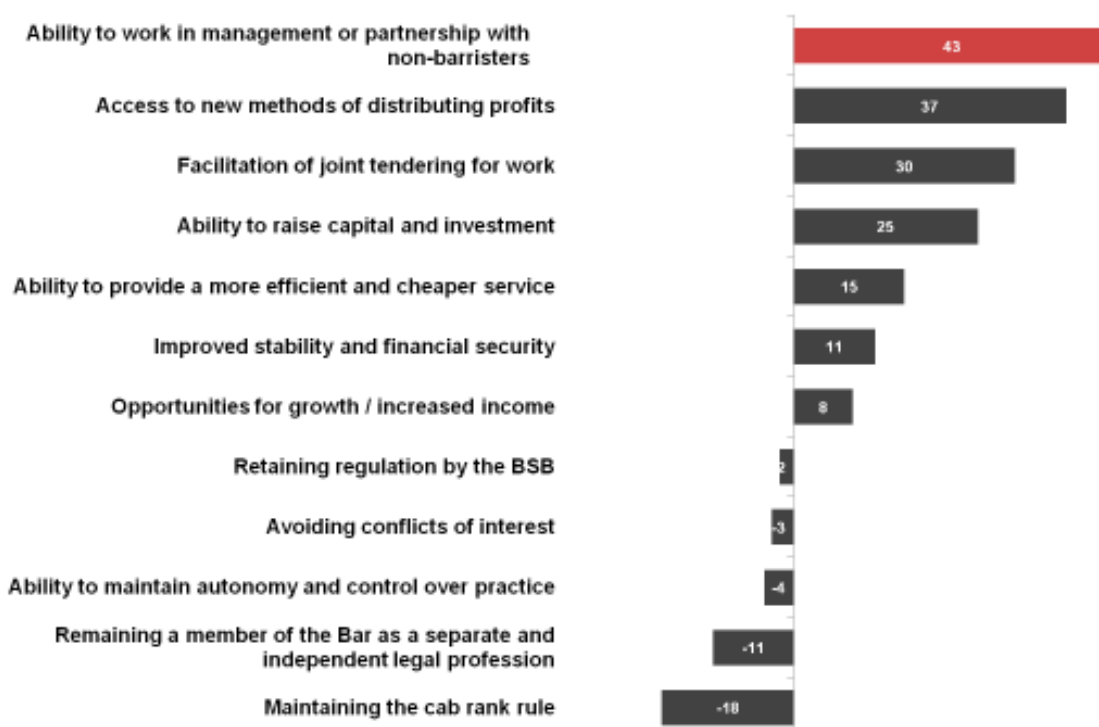 Ability to work in management or partnership with
non-barristers
43
Access to new methods of distributing profits
37
Facilitation of joint tendering for work
30
Ability to raise capital and investment
25
Ability to provide a more efficient and cheaper service
15
Improved stability and financial security
11
Opportunities for growth / increased income
8
Retaining regulation by the BSB
2
Avoiding conflicts of interest
-3
Ability to maintain autonomy and control over practice
-4
Remaining a member of the Bar as a separate and
independent legal profession
-11
Maintaining the cab rank rule
-18